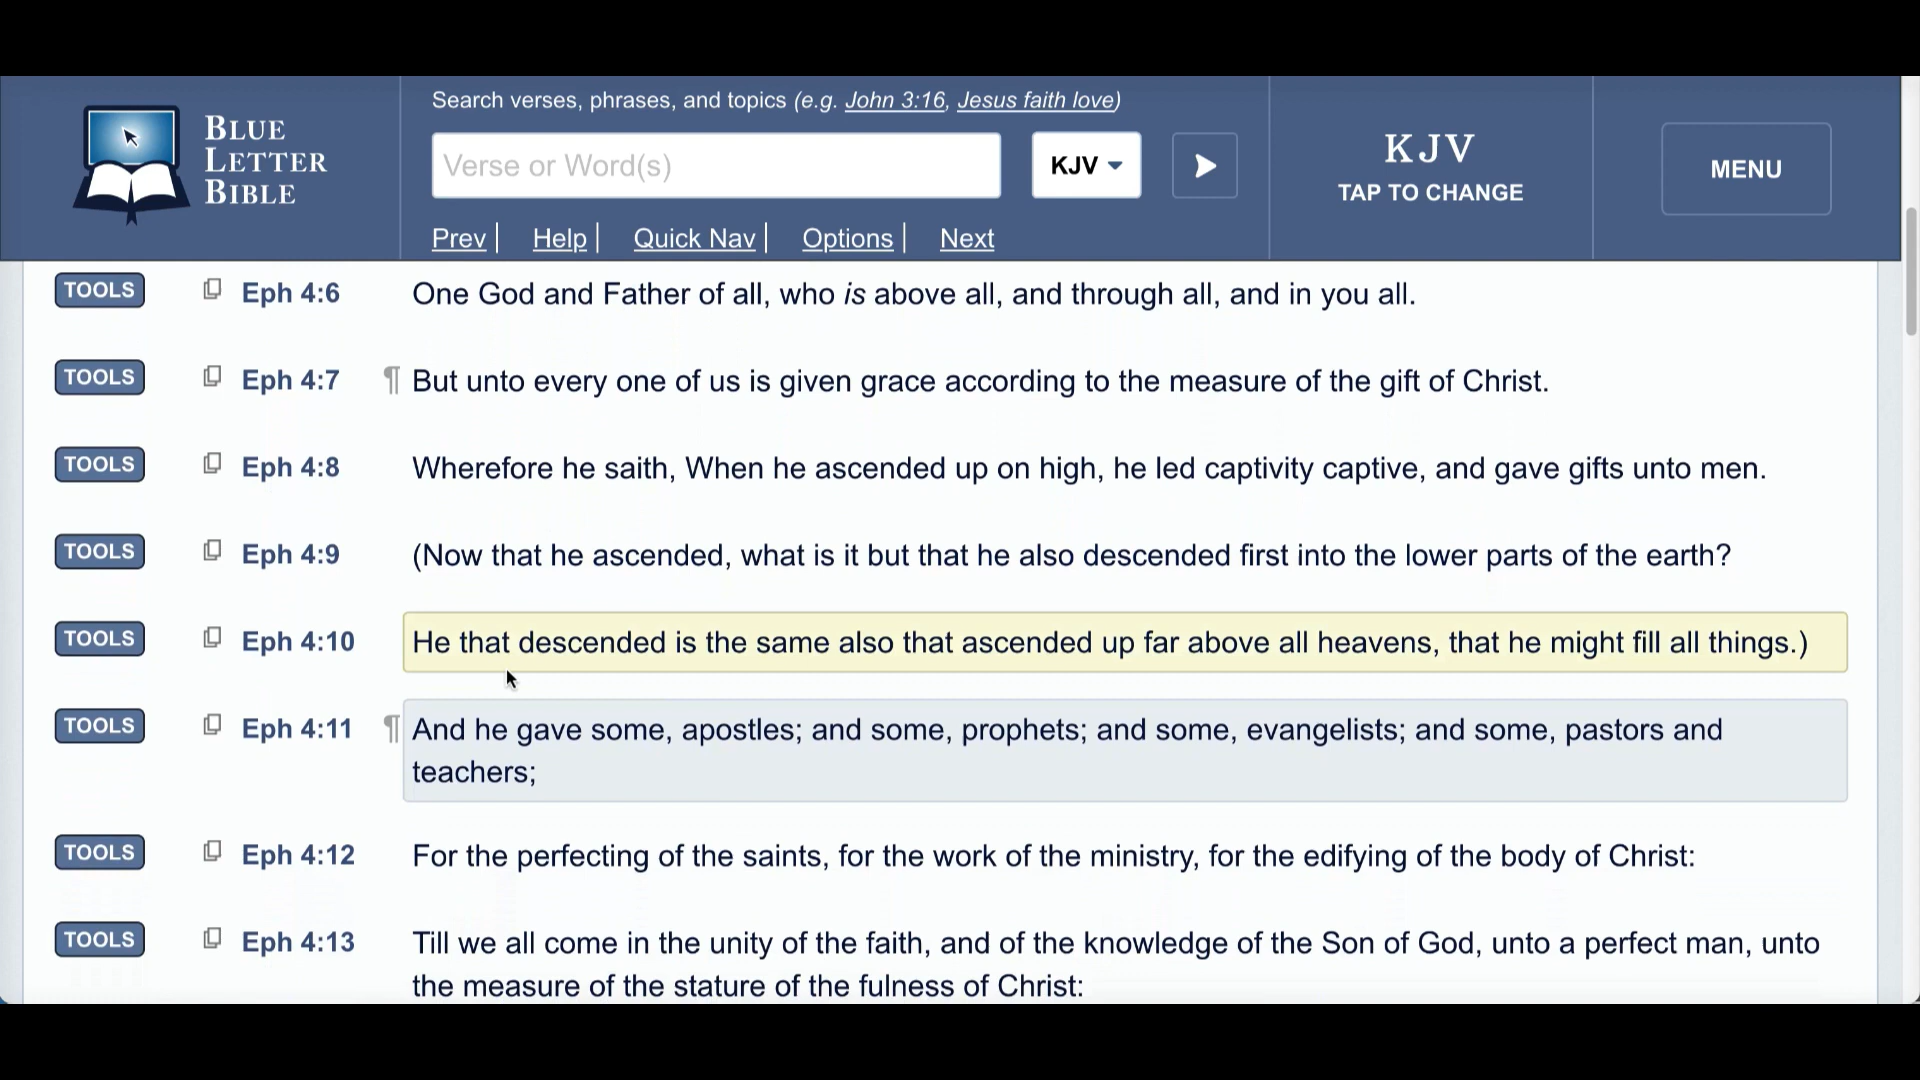 BLUE
LETTER
BIBLE
Search verses, phrases, and topics (e.g. John 3:16, Jesus faith love)
Verse or Word(s)
KJV
KJV
TAP TO CHANGE
MENU
Prev | Help | Quick Nav | Options | Next
TOOLS Eph 4:6 One God and Father of all, who is above all, and through all, and in you all.
TOOLS Eph 4:7 ¶ But unto every one of us is given grace according to the measure of the gift of Christ.
TOOLS Eph 4:8 Wherefore he saith, When he ascended up on high, he led captivity captive, and gave gifts unto men.
TOOLS Eph 4:9 (Now that he ascended, what is it but that he also descended first into the lower parts of the earth?
TOOLS Eph 4:10 He that descended is the same also that ascended up far above all heavens, that he might fill all things.)
TOOLS Eph 4:11 ¶ And he gave some, apostles; and some, prophets; and some, evangelists; and some, pastors and
teachers;
TOOLS Eph 4:12 For the perfecting of the saints, for the work of the ministry, for the edifying of the body of Christ:
TOOLS Eph 4:13 Till we all come in the unity of the faith, and of the knowledge of the Son of God, unto a perfect man, unto
the measure of the stature of the fulness of Christ: